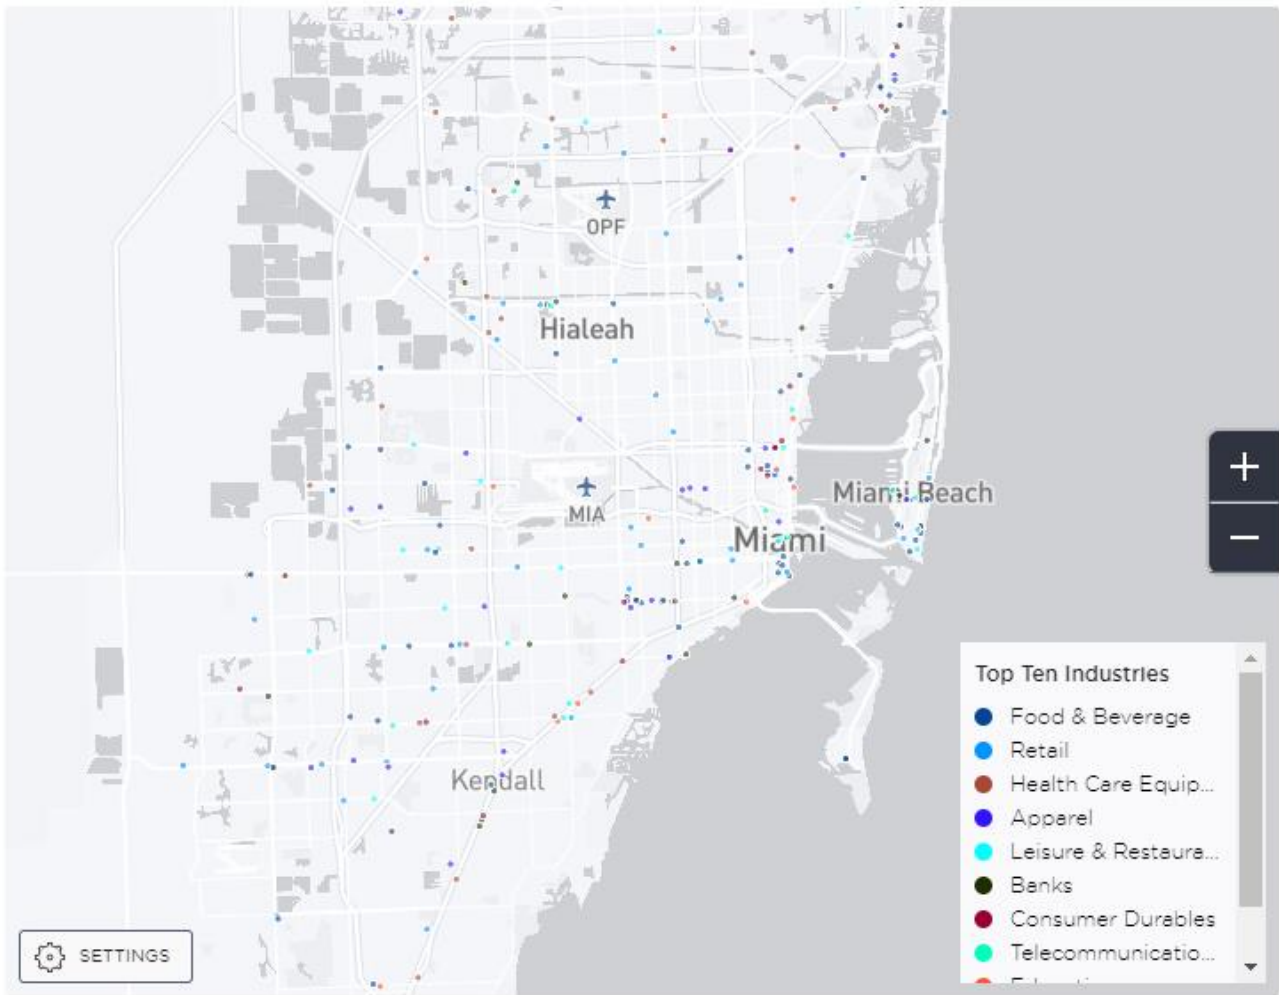 OPF
Hialeah
MIA
Miami Beach
Miami
Kendall
+
−
Top Ten Industries
Food & Beverage
Retail
Health Care Equip...
Apparel
Leisure & Restaura...
Banks
Consumer Durables
Telecommunicatio...
SETTINGS